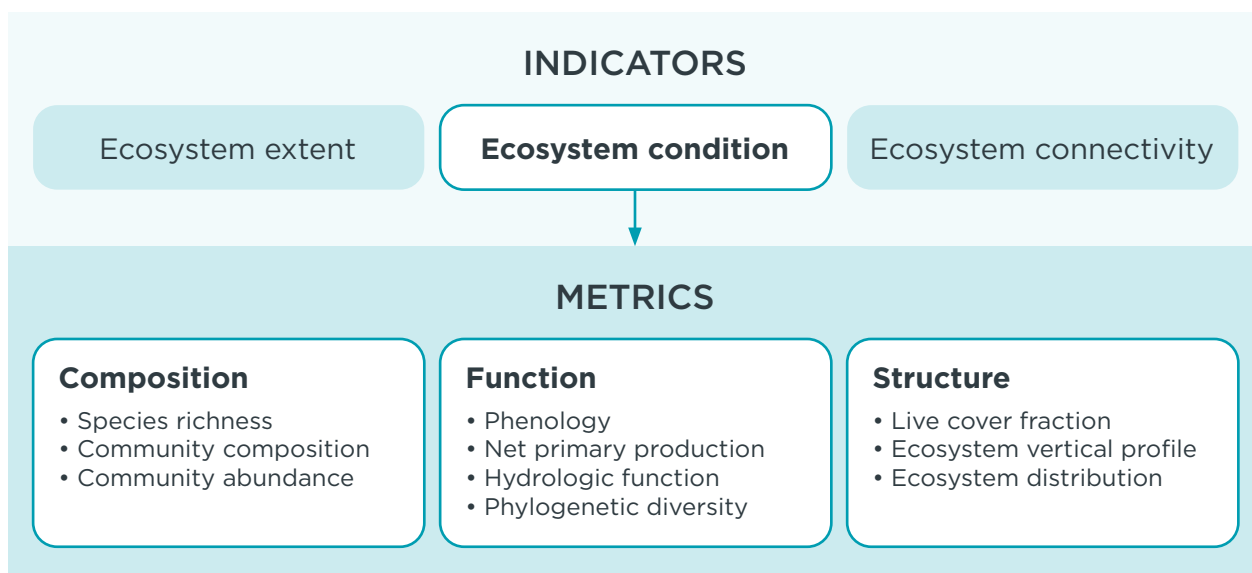 INDICATORS
Ecosystem extent
Ecosystem condition
Ecosystem connectivity
METRICS
Composition
• Species richness
• Community composition
• Community abundance
Function
• Phenology
• Net primary production
• Hydrologic function
• Phylogenetic diversity
Structure
• Live cover fraction
• Ecosystem vertical profile
• Ecosystem distribution